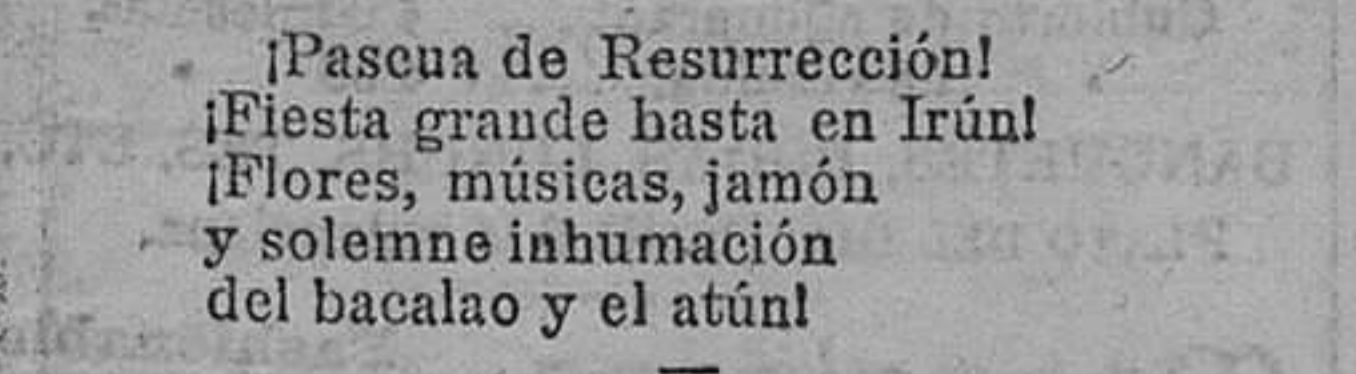 ¡Pascua de Resurrección!
¡Fiesta grande hasta en Irún!
¡Flores, músicas, jamón
y solemne inhumación
del bacalao y el atún!